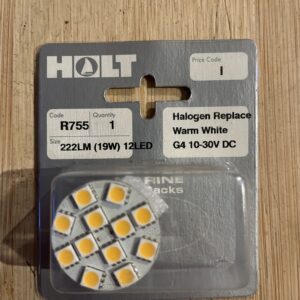 HOLT
Price Code
I
Code
Quantity
R755
1
Size
222LM (19W) 12LED
Halogen Replace
Warm White
G4 10-30V DC
Packs